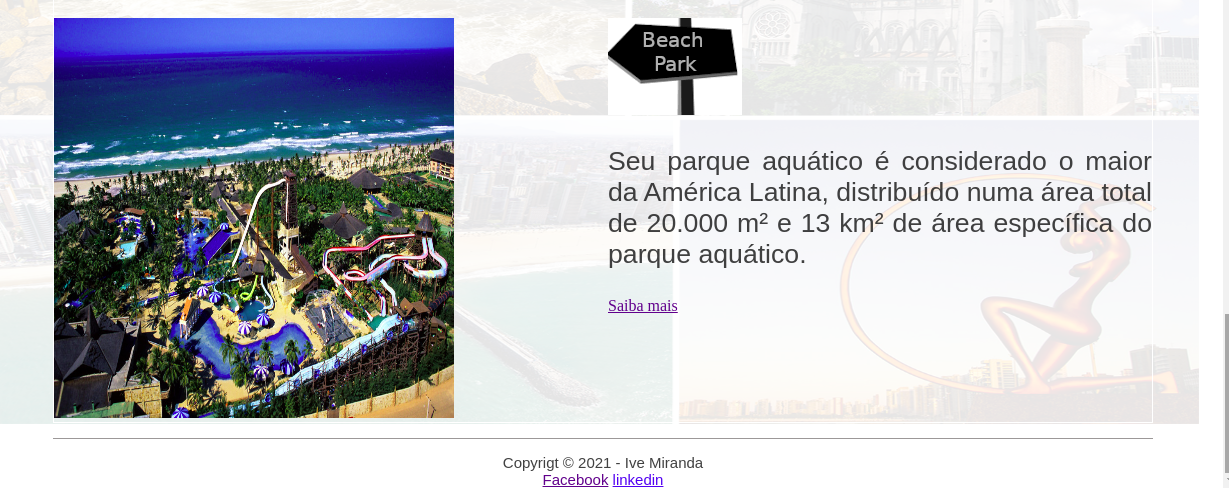 Beach
Park
Seu parque aquático é considerado o maior
da América Latina, distribuído numa área total
de 20.000 m² e 13 km² de área específica do
parque aquático.
Saiba mais
Copyrigt © 2021 - Ive Miranda
Facebook linkedin